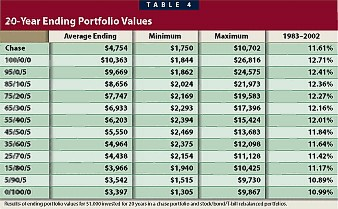 TABLE 4
20-Year Ending Portfolio Values
Average Ending Minimum Maximum 1983–2002
Chase $4,754 $1,750 $10,702 11.61%
100/0/0 $10,363 $1,844 $26,816 12.71%
95/0/5 $9,669 $1,862 $24,575 12.41%
85/10/5 $8,656 $2,024 $21,973 12.36%
75/20/5 $7,747 $2,169 $19,583 12.27%
65/30/5 $6,933 $2,293 $17,396 12.16%
55/40/5 $6,203 $2,394 $15,424 12.01%
45/50/5 $5,550 $2,469 $13,683 11.84%
35/60/5 $4,964 $2,375 $12,098 11.64%
25/70/5 $4,438 $2,154 $11,128 11.42%
15/80/5 $3,966 $1,940 $10,425 11.17%
5/90/5 $3,542 $1,515 $9,730 10.89%
0/100/0 $3,397 $1,305 $9,867 10.99%
Results of ending portfolio values for $1,000 invested for 20 years in a chase portfolio and stock/bond/T-bill rebalanced portfolios.